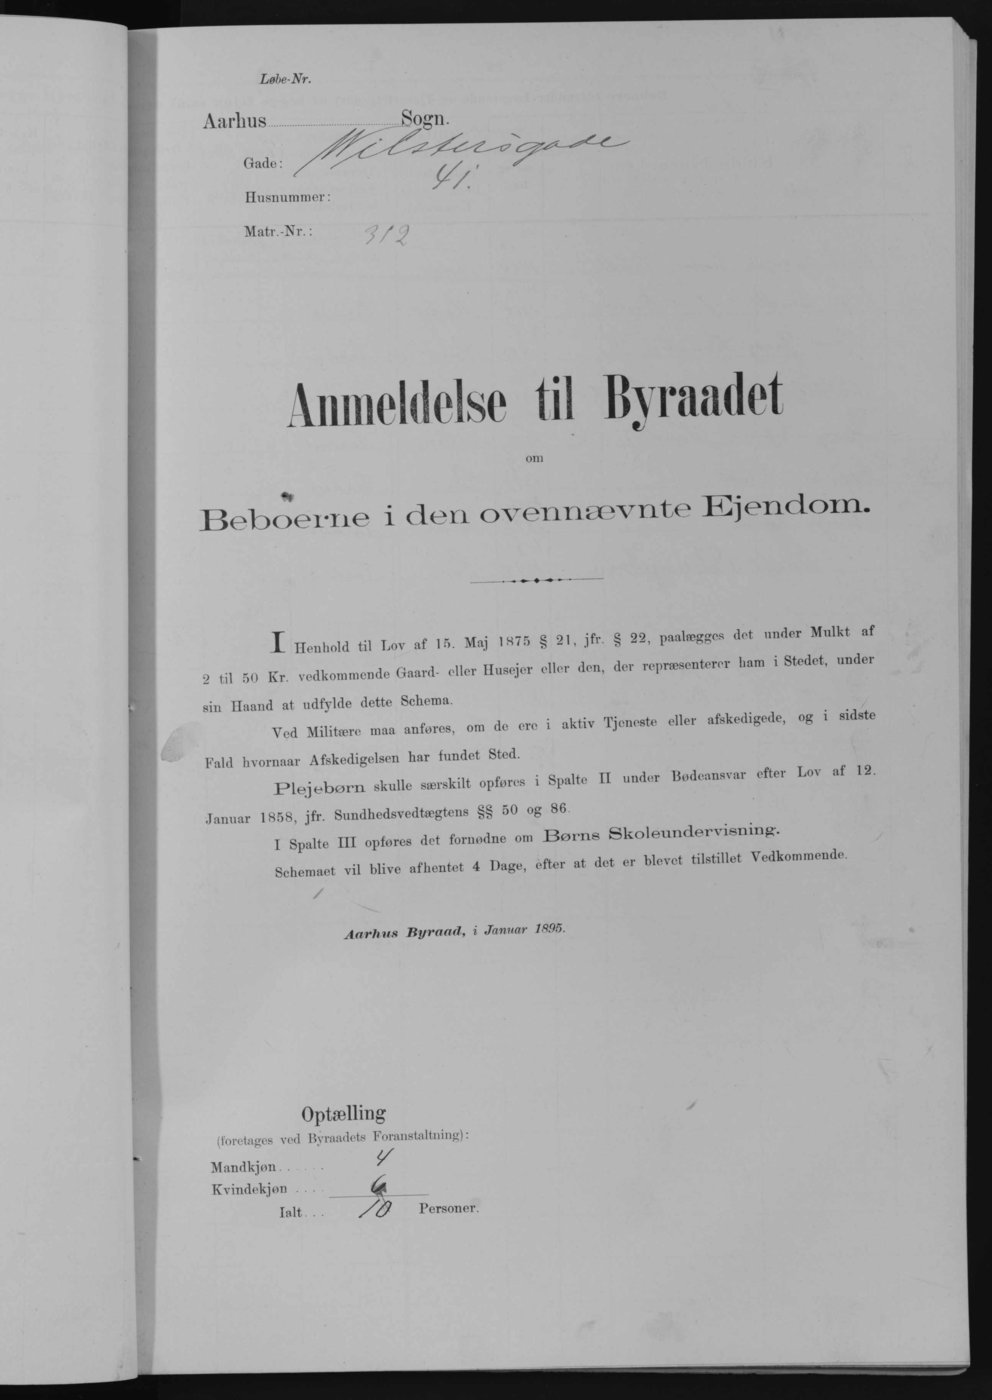 Løbe-Nr.
Aarhus Sogn.
Gade: Wilstersgade
Husnummer: 41.
Matr.-Nr.: 312
Anmeldelse til Byraadet
om
Beboerne i den ovennævnte Ejendom.
I Henhold til Lov af 15. Maj 1875 § 21, jfr. § 22, paalægges det under Mulkt af
2 til 50 Kr. vedkommende Gaard- eller Husejer eller den, der repræsenterer ham i Stedet, under
sin Haand at udfylde dette Schema.
Ved Militære maa anføres, om de ere i aktiv Tjeneste eller afskedigede, og i sidste
Fald hvornaar Afskedigelsen har fundet Sted.
Plejebørn skulle særskilt opføres i Spalte II under Bødeansvar efter Lov af 12.
Januar 1858, jfr. Sundhedsvedtægtens §§ 50 og 86.
I Spalte III opføres det fornødne om Børns Skoleundervisning.
Schemaet vil blive afhentet 4 Dage, efter at det er blevet tilstillet Vedkommende.
Aarhus Byraad, i Januar 1895.
Optælling
(foretages ved Byraadets Foranstaltning):
Mandkjøn...... 4
Kvindekjøn .... 6
Ialt... 10 Personer.